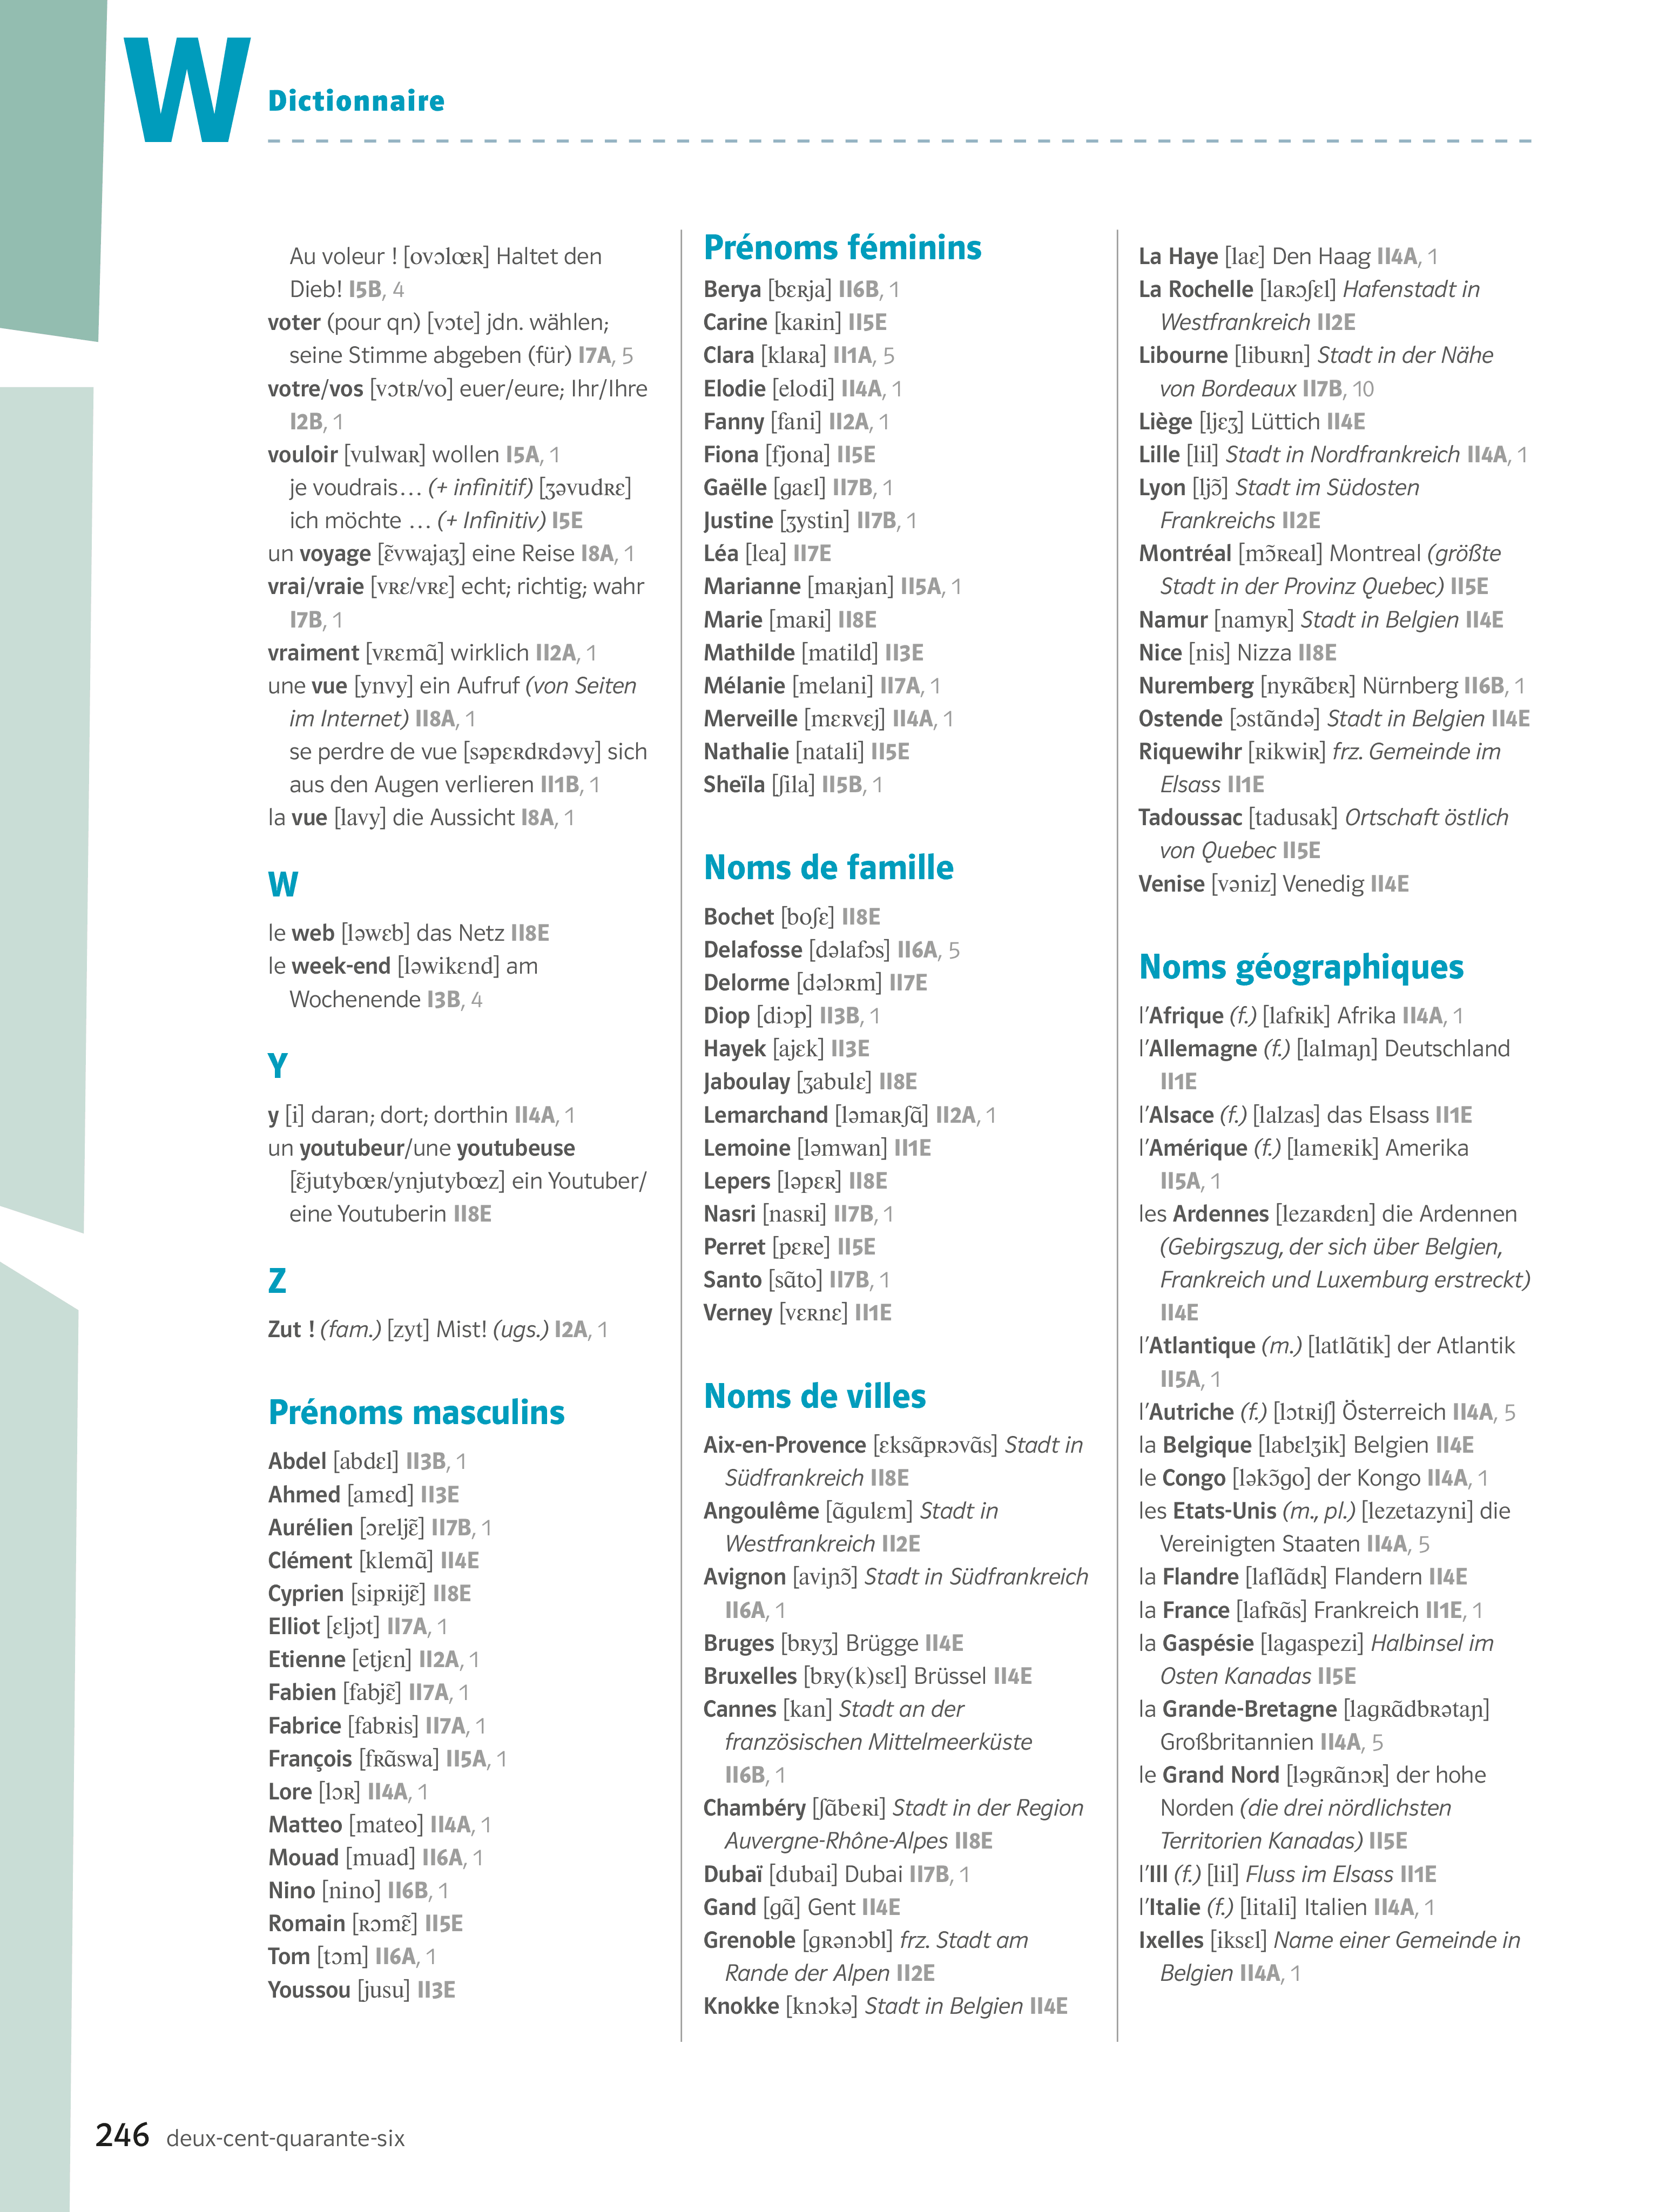 W
Dictionnaire
Au voleur ! [ovɔlœʀ] Haltet den
Dieb! I5B, 4
voter (pour qn) [vɔte] jdn. wählen;
seine Stimme abgeben (für) I7A, 5
votre/vos [vɔtʀ/vo] euer/eure; Ihr/Ihre
I2B, 1
vouloir [vulwaʀ] wollen I5A, 1
je voudrais… (+ infinitif) [ʒəvudʀɛ]
ich möchte … (+ Infinitiv) I5E
un voyage [ɛ̃vwajaʒ] eine Reise I8A, 1
vrai/vraie [vʀɛ/vʀɛ] echt; richtig; wahr
I7B, 1
vraiment [vʀɛmɑ̃] wirklich II2A, 1
une vue [ynvy] ein Aufruf (von Seiten
im Internet) II8A, 1
se perdre de vue [səpɛʀdʀdəvy] sich
aus den Augen verlieren II1B, 1
la vue [lavy] die Aussicht I8A, 1
W
le web [ləwɛb] das Netz II8E
le week-end [ləwikɛnd] am
Wochenende I3B, 4
Y
y [i] daran; dort; dorthin II4A, 1
un youtubeur/une youtubeuse
[ɛ̃jutybœʀ/ynjutybœz] ein Youtuber/
eine Youtuberin II8E
Z
Zut ! (fam.) [zyt] Mist! (ugs.) I2A, 1
Prénoms masculins
Abdel [abdɛl] II3B, 1
Ahmed [amɛd] II3E
Aurélien [ɔreljɛ̃] II7B, 1
Clément [klemɑ̃] II4E
Cyprien [sipʀijɛ̃] II8E
Elliot [ɛljɔt] II7A, 1
Etienne [etjɛn] II2A, 1
Fabien [fabjɛ̃] II7A, 1
Fabrice [fabʀis] II7A, 1
François [fʀɑ̃swa] II5A, 1
Lore [lɔʀ] II4A, 1
Matteo [mateo] II4A, 1
Mouad [muad] II6A, 1
Nino [nino] II6B, 1
Romain [ʀɔmɛ̃] II5E
Tom [tɔm] II6A, 1
Youssou [jusu] II3E
Prénoms féminins
Berya [bɛʀja] II6B, 1
Carine [kaʀin] II5E
Clara [klaʀa] II1A, 5
Elodie [elodi] II4A, 1
Fanny [fani] II2A, 1
Fiona [fjona] II5E
Gaëlle [gaɛl] II7B, 1
Justine [ʒystin] II7B, 1
Léa [lea] II7E
Marianne [maʀjan] II5A, 1
Marie [maʀi] II8E
Mathilde [matild] II3E
Mélanie [melani] II7A, 1
Merveille [mɛʀvɛj] II4A, 1
Nathalie [natali] II5E
Sheïla [ʃila] II5B, 1
Noms de famille
Bochet [boʃɛ] II8E
Delafosse [dəlafɔs] II6A, 5
Delorme [dəlɔʀm] II7E
Diop [diɔp] II3B, 1
Hayek [ajɛk] II3E
Jaboulay [ʒabulɛ] II8E
Lemarchand [ləmaʀʃɑ̃] II2A, 1
Lemoine [ləmwan] II1E
Lepers [ləpɛʀ] II8E
Nasri [nasʀi] II7B, 1
Perret [pɛʀe] II5E
Santo [sɑ̃to] II7B, 1
Verney [vɛʀnɛ] II1E
Noms de villes
Aix-en-Provence [ɛksɑ̃pʀɔvɑ̃s] Stadt in
Südfrankreich II8E
Angoulême [ɑ̃gulɛm] Stadt in
Westfrankreich II2E
Avignon [aviɲɔ̃] Stadt in Südfrankreich
II6A, 1
Bruges [bʀyʒ] Brügge II4E
Bruxelles [bʀy(k)sɛl] Brüssel II4E
Cannes [kan] Stadt an der
französischen Mittelmeerküste
II6B, 1
Chambéry [ʃɑ̃beʀi] Stadt in der Region
Auvergne-Rhône-Alpes II8E
Dubaï [dubai] Dubai II7B, 1
Gand [gɑ̃] Gent II4E
Grenoble [gʀənɔbl] frz. Stadt am
Rande der Alpen II2E
Knokke [knɔkə] Stadt in Belgien II4E
La Haye [laɛ] Den Haag II4A, 1
La Rochelle [laʀɔʃɛl] Hafenstadt in
Westfrankreich II2E
Libourne [libuʀn] Stadt in der Nähe
von Bordeaux II7B, 10
Liège [ljɛʒ] Lüttich II4E
Lille [lil] Stadt in Nordfrankreich II4A, 1
Lyon [ljɔ̃] Stadt im Südosten
Frankreichs II2E
Montréal [mɔ̃ʀeal] Montreal (größte
Stadt in der Provinz Quebec) II5E
Namur [namyʀ] Stadt in Belgien II4E
Nice [nis] Nizza II8E
Nuremberg [nyʀɑ̃bɛʀ] Nürnberg II6B, 1
Ostende [ɔstɑ̃ndə] Stadt in Belgien II4E
Riquewihr [ʀikwiʀ] frz. Gemeinde im
Elsass II1E
Tadoussac [tadusak] Ortschaft östlich
von Quebec II5E
Venise [vəniz] Venedig II4E
Noms géographiques
l'Afrique (f.) [lafʀik] Afrika II4A, 1
l'Allemagne (f.) [lalmaɲ] Deutschland
II1E
l'Alsace (f.) [lalzas] das Elsass II1E
l'Amérique (f.) [lameʀik] Amerika
II5A, 1
les Ardennes [lezaʀdɛn] die Ardennen
(Gebirgszug, der sich über Belgien,
Frankreich und Luxemburg erstreckt)
II4E
l'Atlantique (m.) [latlɑ̃tik] der Atlantik
II5A, 1
l'Autriche (f.) [lɔtʀiʃ] Österreich II4A, 5
la Belgique [labɛlʒik] Belgien II4E
le Congo [ləkɔ̃go] der Kongo II4A, 1
les Etats-Unis (m., pl.) [lezetazyni] die
Vereinigten Staaten II4A, 5
la Flandre [laflɑ̃dʀ] Flandern II4E
la France [lafʀɑ̃s] Frankreich II1E, 1
la Gaspésie [lagaspezi] Halbinsel im
Osten Kanadas II5E
la Grande-Bretagne [lagʀɑ̃dbʀətaɲ]
Großbritannien II4A, 5
le Grand Nord [ləgʀɑ̃nɔʀ] der hohe
Norden (die drei nördlichsten
Territorien Kanadas) II5E
l'Ill (f.) [lil] Fluss im Elsass II1E
l'Italie (f.) [litali] Italien II4A, 1
Ixelles [iksɛl] Name einer Gemeinde in
Belgien II4A, 1
246 deux-cent-quarante-six